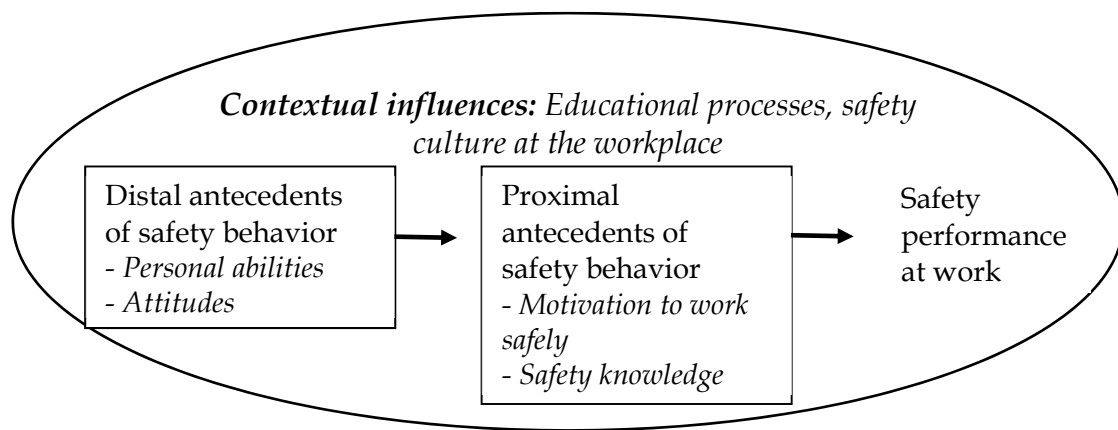 Contextual influences: Educational processes, safety
culture at the workplace
Distal antecedents
of safety behavior
- Personal abilities
- Attitudes
Proximal
antecedents of
safety behavior
- Motivation to work
safely
- Safety knowledge
Safety
performance
at work